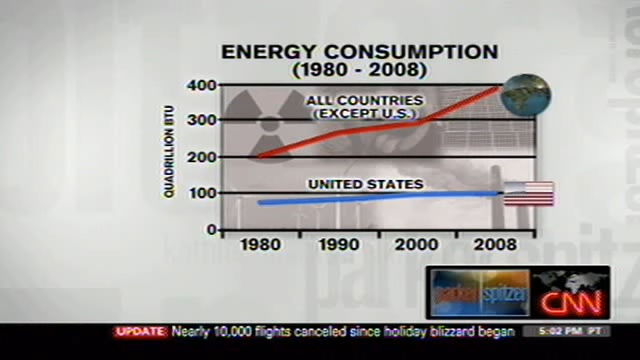 ENERGY CONSUMPTION
(1980 - 2008)
QUADRILLION BTU
400
300
200
100
0
ALL COUNTRIES
(EXCEPT U.S.)
UNITED STATES
1980
1990
2000
2008
parker spitzer
CNN
UPDATE: Nearly 10,000 flights canceled since holiday blizzard began
5:02 PM PT